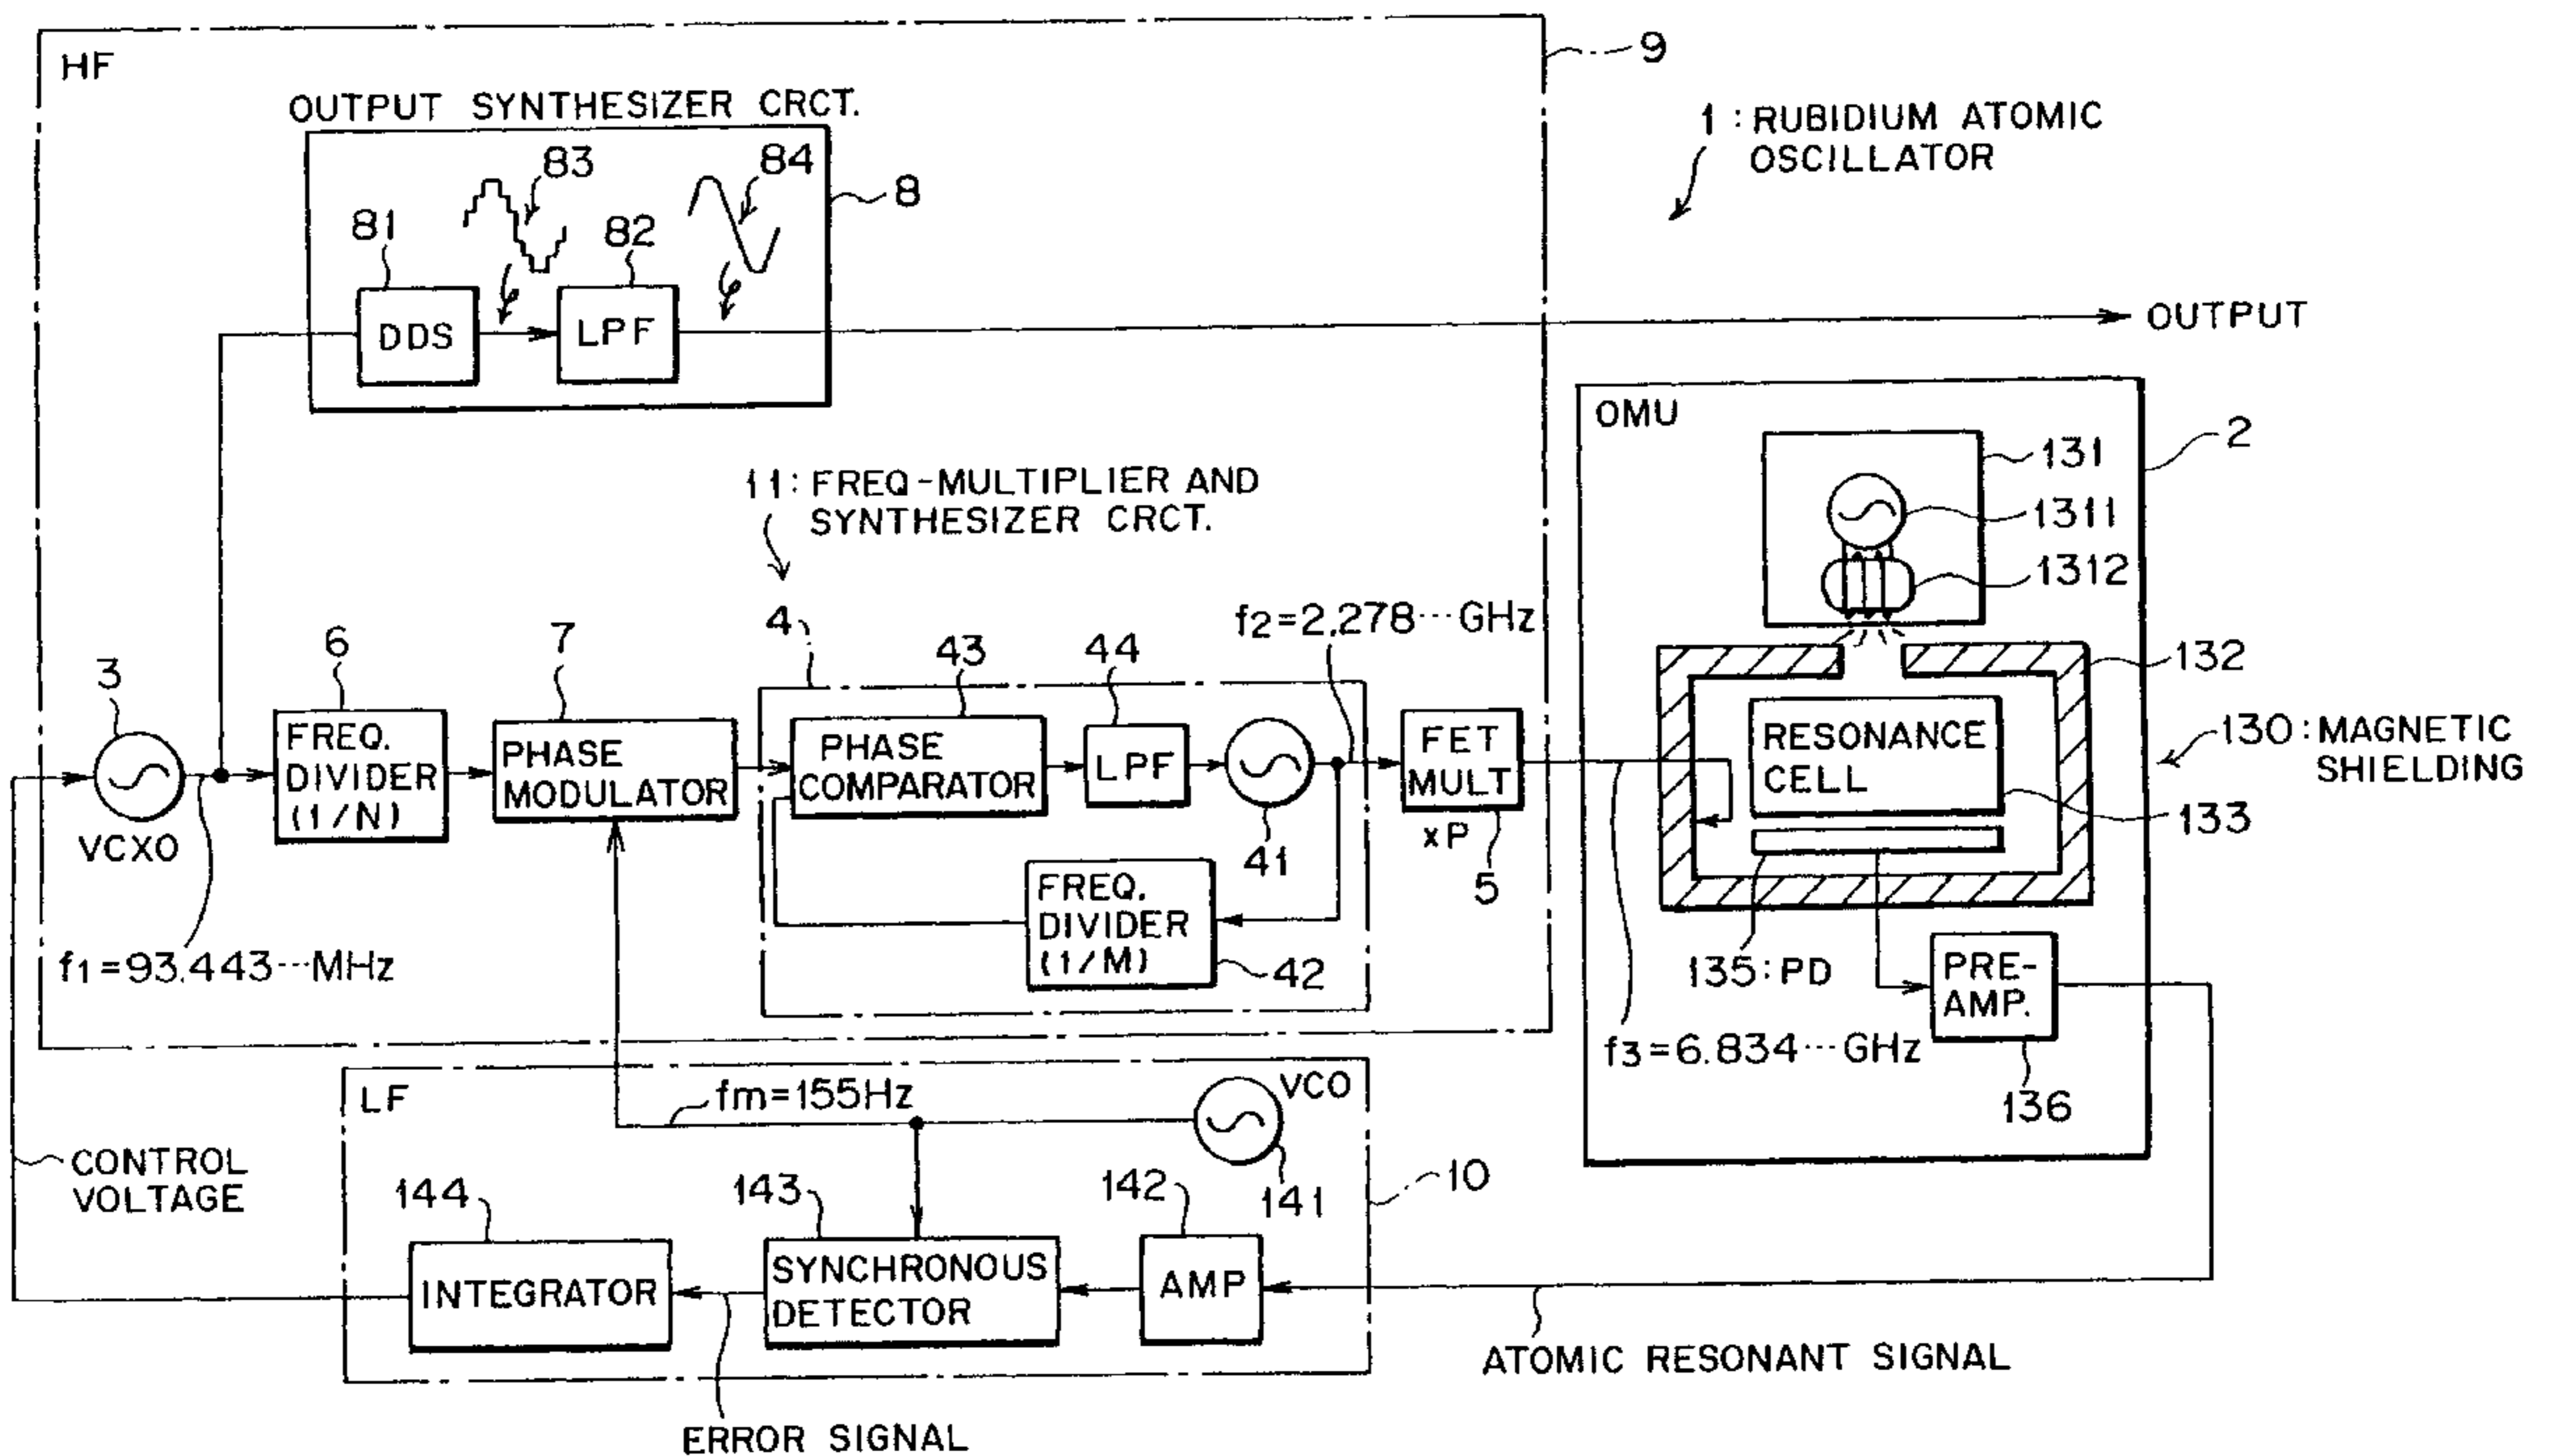 HF
9
OUTPUT SYNTHESIZER CRCT.
1 : RUBIDIUM ATOMIC
OSCILLATOR
83
84
8
81
82
DDS
LPF
OUTPUT
OMU
2
131
1311
1312
11: FREQ-MULTIPLIER AND
SYNTHESIZER CRCT.
f2=2.278···GHz
3
6
7
4
43
44
132
FREQ.
DIVIDER
(1/N)
PHASE
MODULATOR
PHASE
COMPARATOR
LPF
FET
MULT
RESONANCE
CELL
130: MAGNETIC
SHIELDING
VCXO
41
xP
5
133
FREQ.
DIVIDER
(1/M)
42
f1=93.443···MHz
135: PD
PRE-
AMP.
f3=6.834···GHz
136
LF
fm=155Hz
VCO
141
CONTROL
VOLTAGE
10
144
143
142
INTEGRATOR
SYNCHRONOUS
DETECTOR
AMP
ATOMIC RESONANT SIGNAL
ERROR SIGNAL